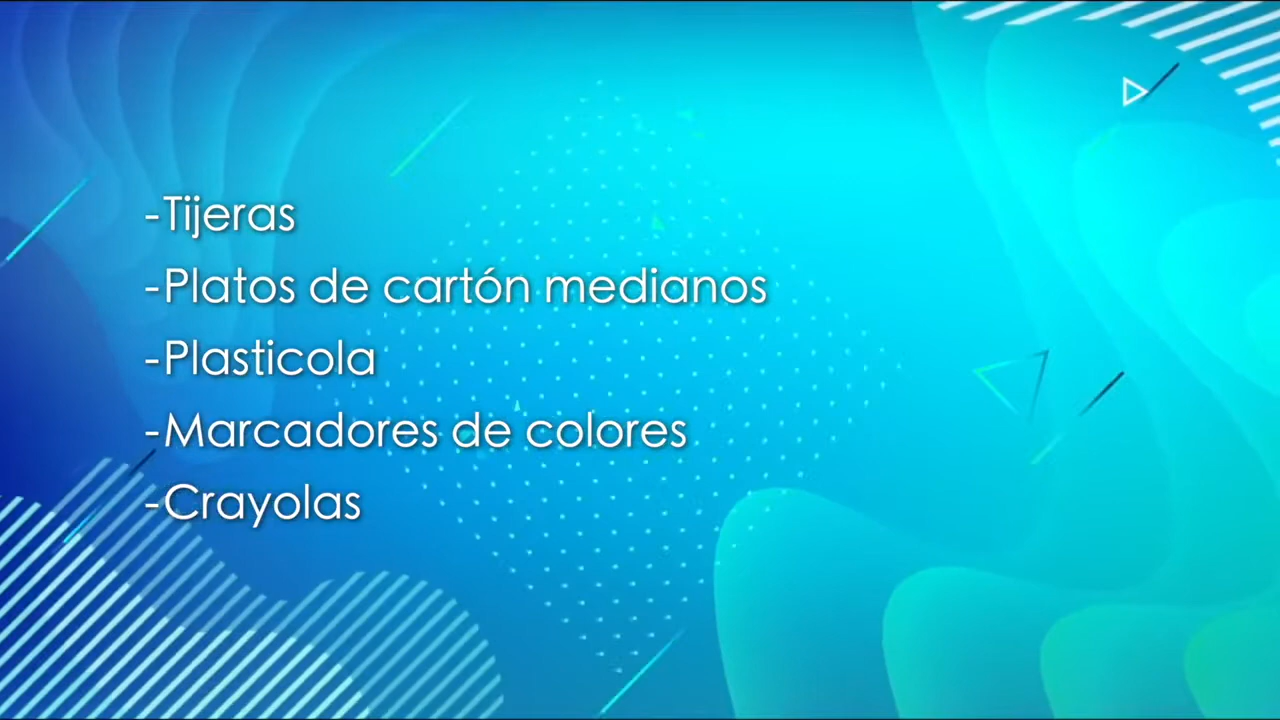 -Tijeras
-Platos de cartón medianos
-Plasticola
-Marcadores de colores
-Crayolas